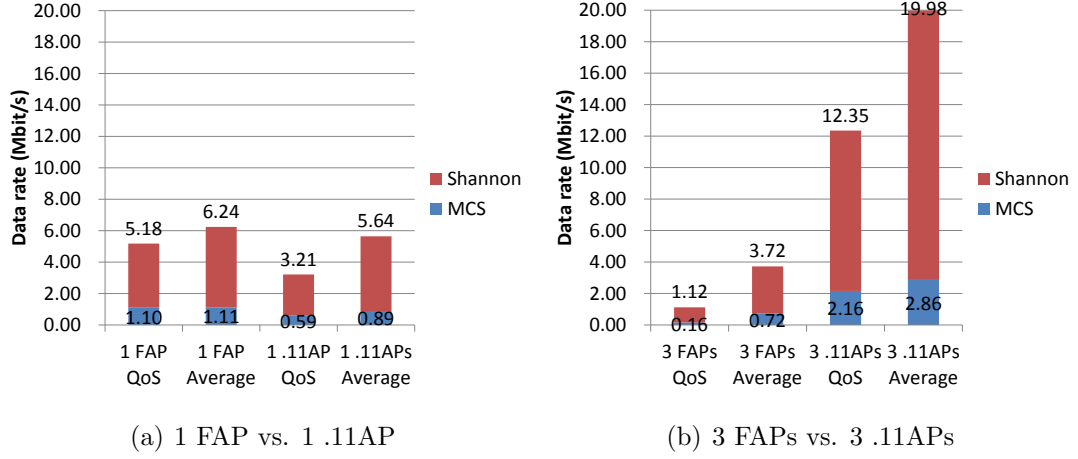 20.00
18.00
16.00
14.00
12.00
10.00
8.00
6.00
4.00
2.00
0.00
Data rate (Mbit/s)
5.18
6.24
3.21
5.64
1.10
1.11
0.59
0.89
1 FAP QoS
1 FAP Average
1 .11AP QoS
1 .11APs Average
Shannon
MCS
(a) 1 FAP vs. 1 .11AP
20.00
18.00
16.00
14.00
12.00
10.00
8.00
6.00
4.00
2.00
0.00
Data rate (Mbit/s)
1.12
3.72
12.35
19.98
0.16
0.72
2.16
2.86
3 FAPs QoS
3 FAPs Average
3 .11APs QoS
3 .11APs Average
Shannon
MCS
(b) 3 FAPs vs. 3 .11APs